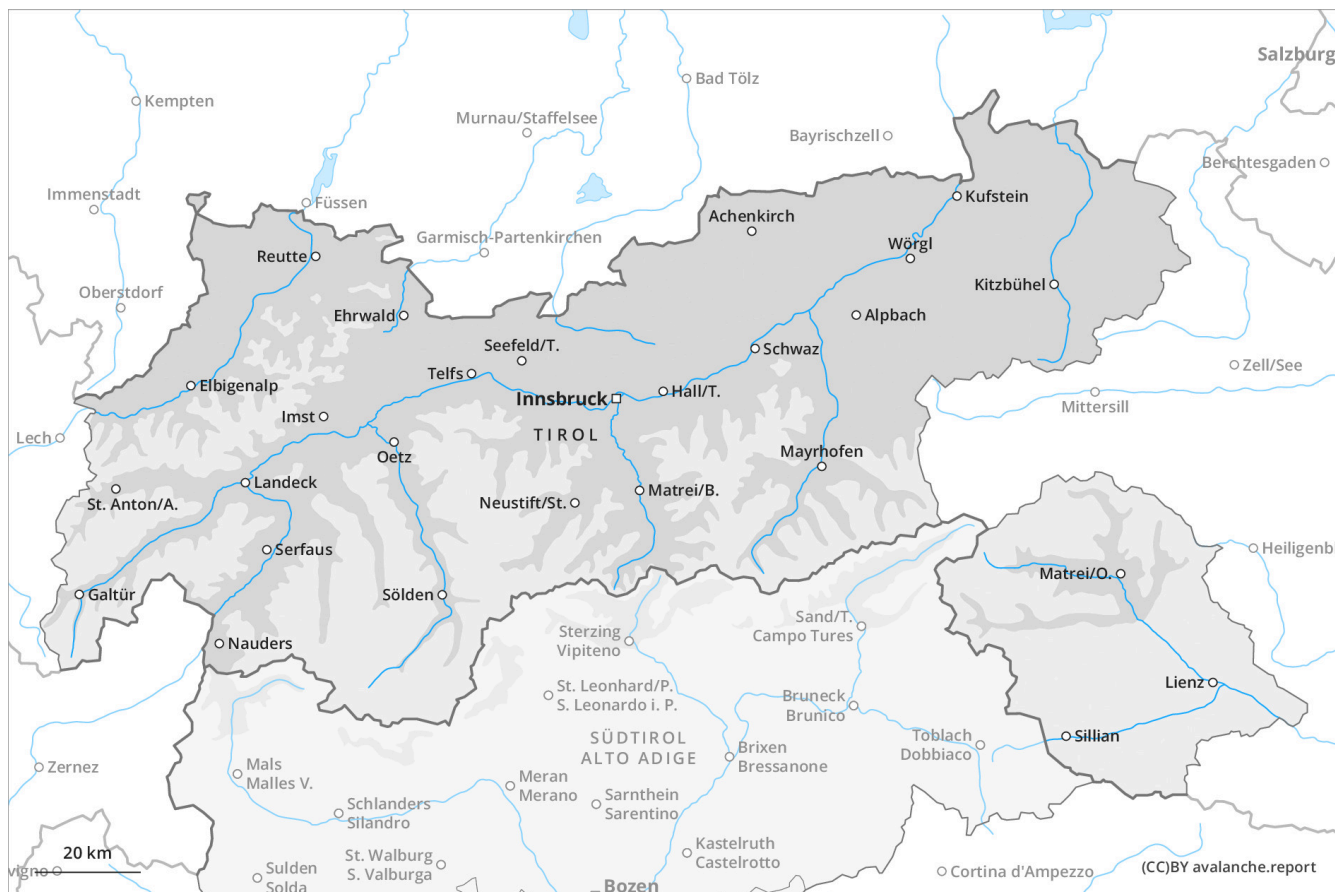 Salzburg
Bad Tölz
Kempten
Murnau/Staffelsee
Bayrischzell
Berchtesgaden
Immenstadt
Füssen
Kufstein
Achenkirch
Garmisch-Partenkirchen
Wörgl
Reutte
Kitzbühel
Oberstdorf
Ehrwald
Alpbach
Seefeld/T.
Schwaz
Zell/See
Telfs
Elbigenalp
Innsbruck
Hall/T.
Mittersill
Imst
Lech
TIROL
Oetz
Mayrhofen
Landeck
St. Anton/A.
Neustift/St.
Matrei/B.
Serfaus
Heiligenb
Matrei/O.
Galtür
Sölden
Sand/T.
Campo Tures
Sterzing
Vipiteno
Nauders
Lienz
St. Leonhard/P.
S. Leonardo i. P.
Bruneck
Brunico
SÜDTIROL
ALTO ADIGE
Sillian
Toblach
Dobbiaco
Brixen
Bressanone
Zernez
Mals
Malles V.
Meran
Merano
Sarnthein
Sarentino
Schlanders
Silandro
Kastelruth
Castelrotto
20 km
St. Walburg
S. Valburga
vigno
Sulden
Solda
Cortina d'Ampezzo
(CC)BY avalanche.report
Bozen